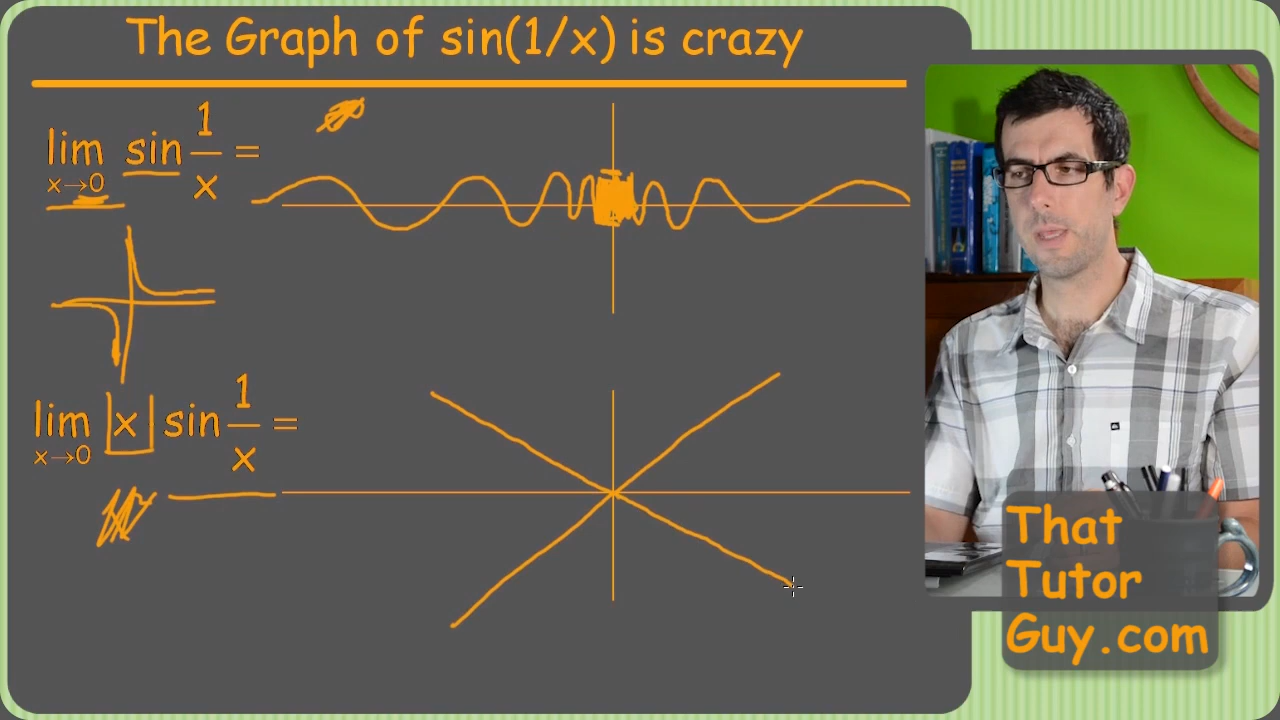 The Graph of sin(1/x) is crazy
lim x→0 sin 1/x =
lim x→0 x sin 1/x =
That
Tutor
Guy.com